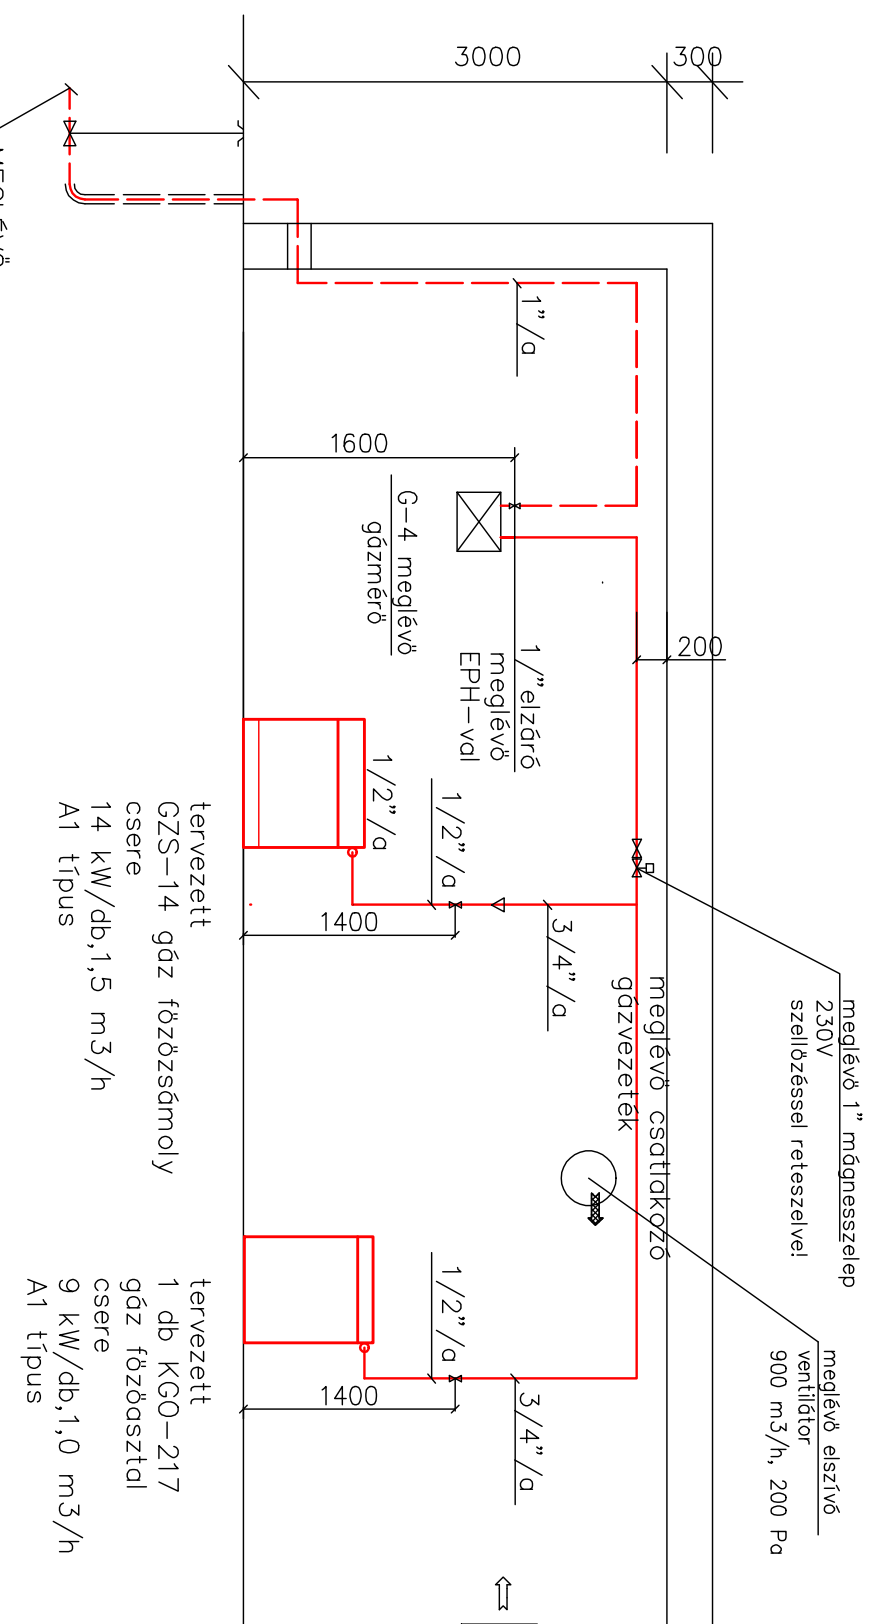 3000
300
MEGLÉVŐ
1"/a
1600
G-4 meglévő
gázmérő
1/"elzáró
meglévő
EPH-val
200
1/2"/a
1/2"/a
1400
3/4"/a
tervezett
GZS-14 gáz főzőzsámoly
csere
14 kW/db,1,5 m3/h
A1 típus
meglévő csatlakozó
gázvezeték
meglévő 1" mágnesszelep
230V
szellőzéssel reteszelve!
meglévő elszívó
ventilátor
900 m3/h, 200 Pa
1/2"/a
1400
3/4"/a
tervezett
1 db KGO-217
gáz főzőasztal
csere
9 kW/db,1,0 m3/h
A1 típus